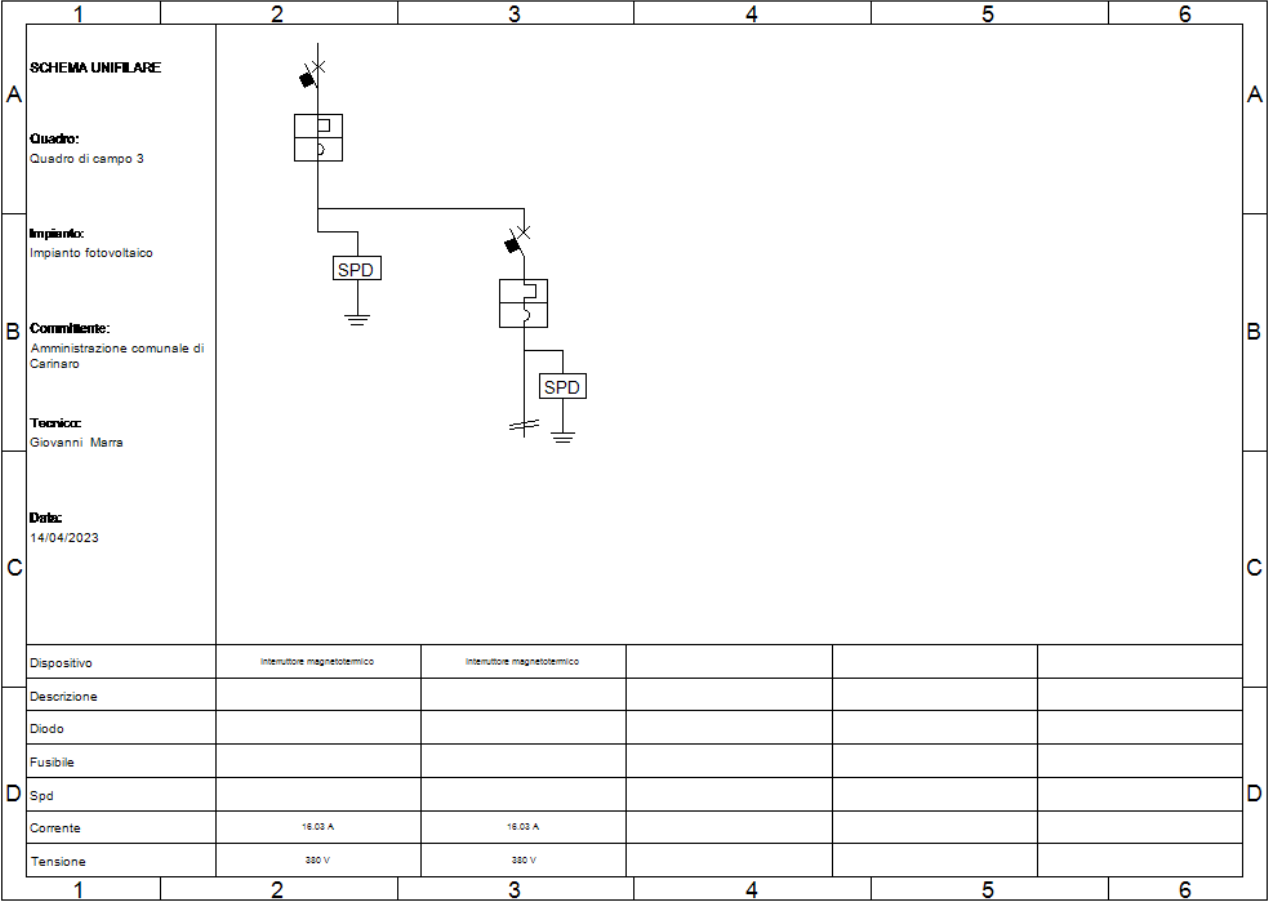 1 2 3 4 5 6
A A
SCHEMA UNIFILARE
Quadro:
Quadro di campo 3
Impianto:
Impianto fotovoltaico
SPD
B B
Committente:
Amministrazione comunale di
Carinaro
SPD
Tecnico:
Giovanni Marra
Data:
14/04/2023
C C
Dispositivo Interruttore magnetotermico Interruttore magnetotermico
Descrizione
Diodo
Fusibile
D D
Spd
Corrente 16.03 A 16.03 A
Tensione 380 V 380 V
1 2 3 4 5 6